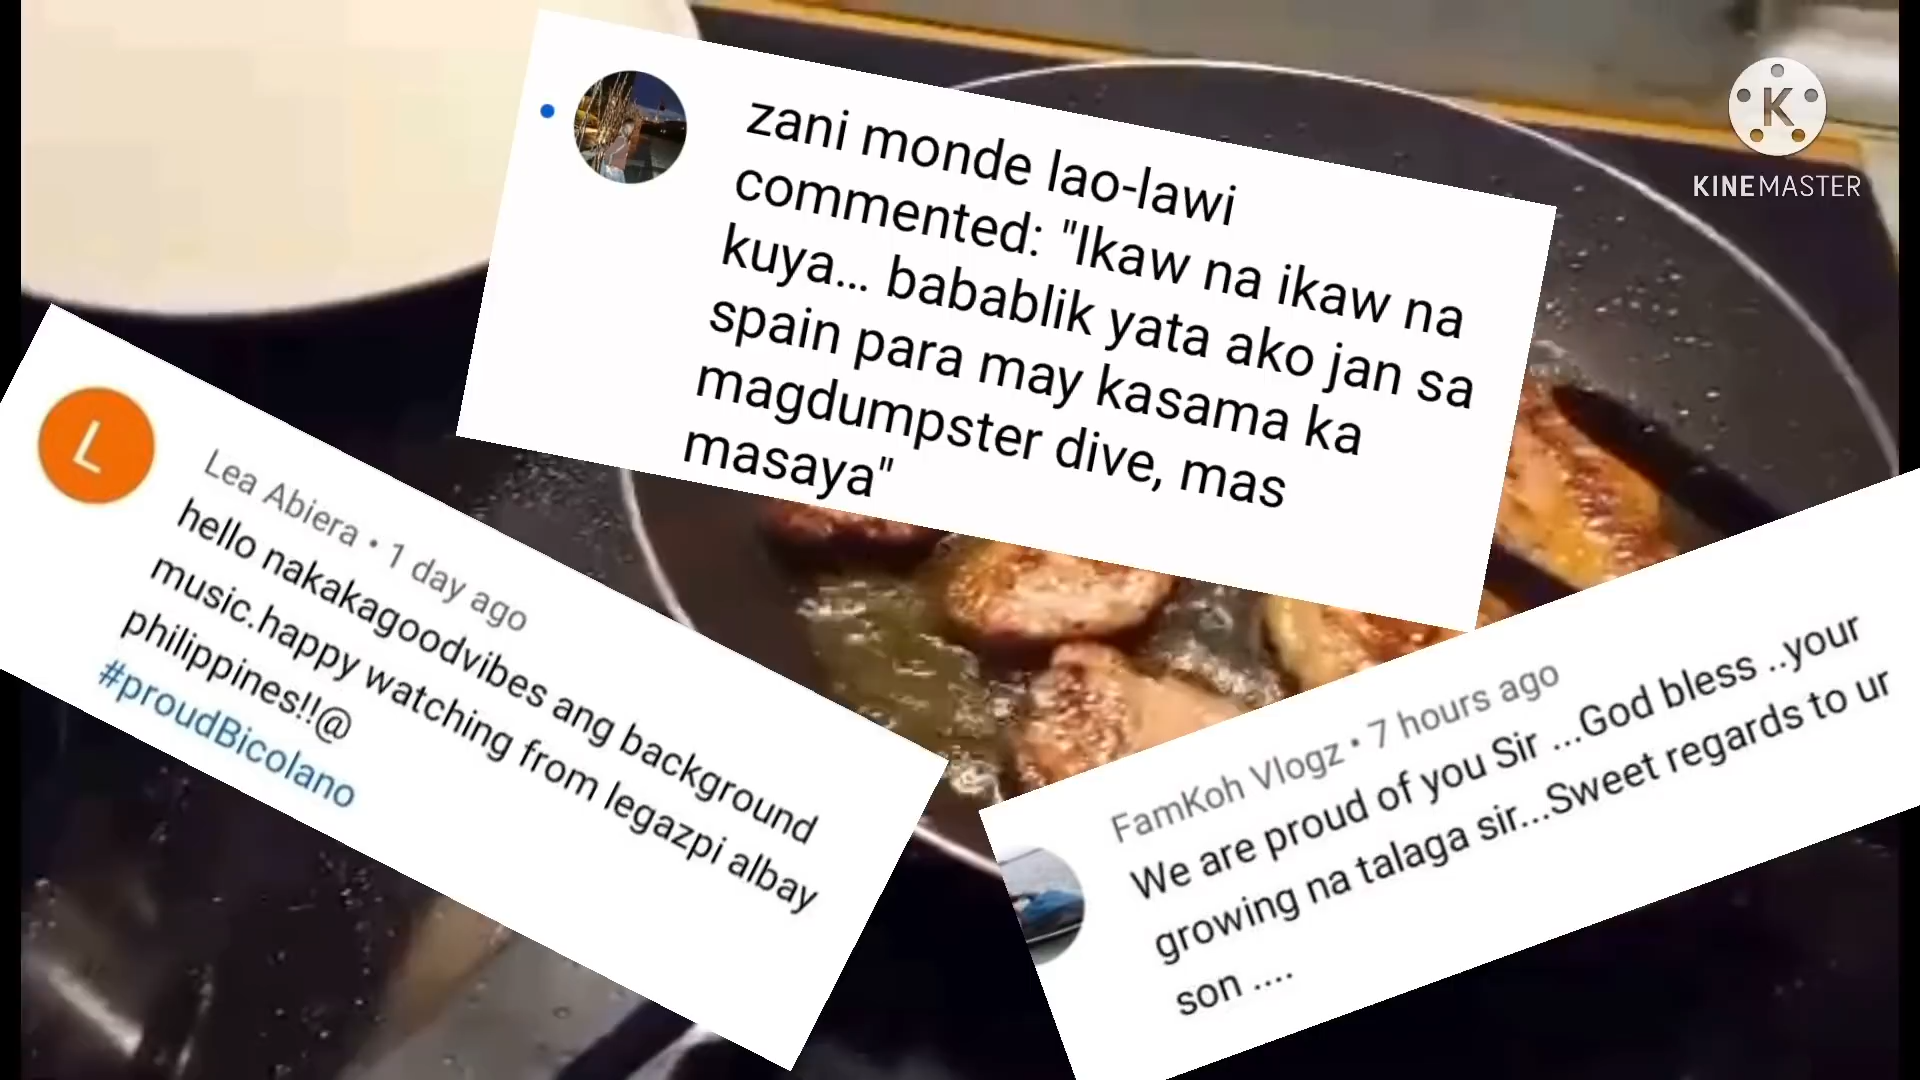 zani monde lao-lawi
commented: "Ikaw na ikaw na
kuya... babablik yata ako jan sa
spain para may kasama ka
magdumpster dive, mas
masaya"
K
KINEMASTER
L
Lea Abiera • 1 day ago
hello nakakagoodvibes ang background
music.happy watching from legazpi albay
philippines!!@
#proudBicolano
FamKoh Vlogz • 7 hours ago
We are proud of you Sir ...God bless ..your
growing na talaga sir...Sweet regards to ur
son ....